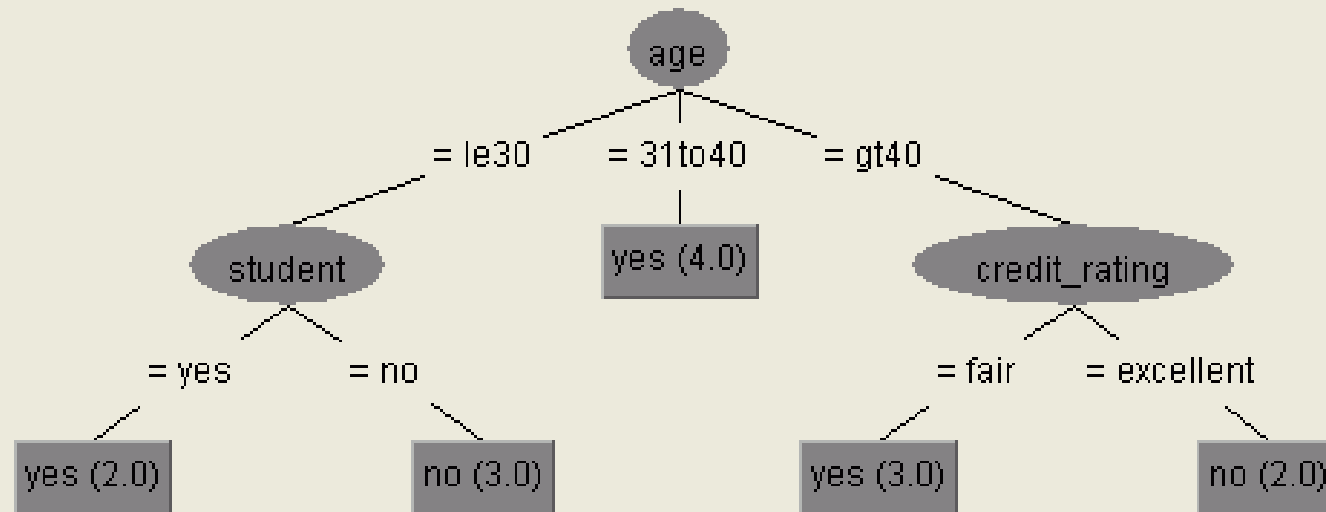 age
= le30 = 31to40 = gt40
yes (4.0)
student credit_rating
= yes = no = fair = excellent
yes (2.0) no (3.0) yes (3.0) no (2.0)